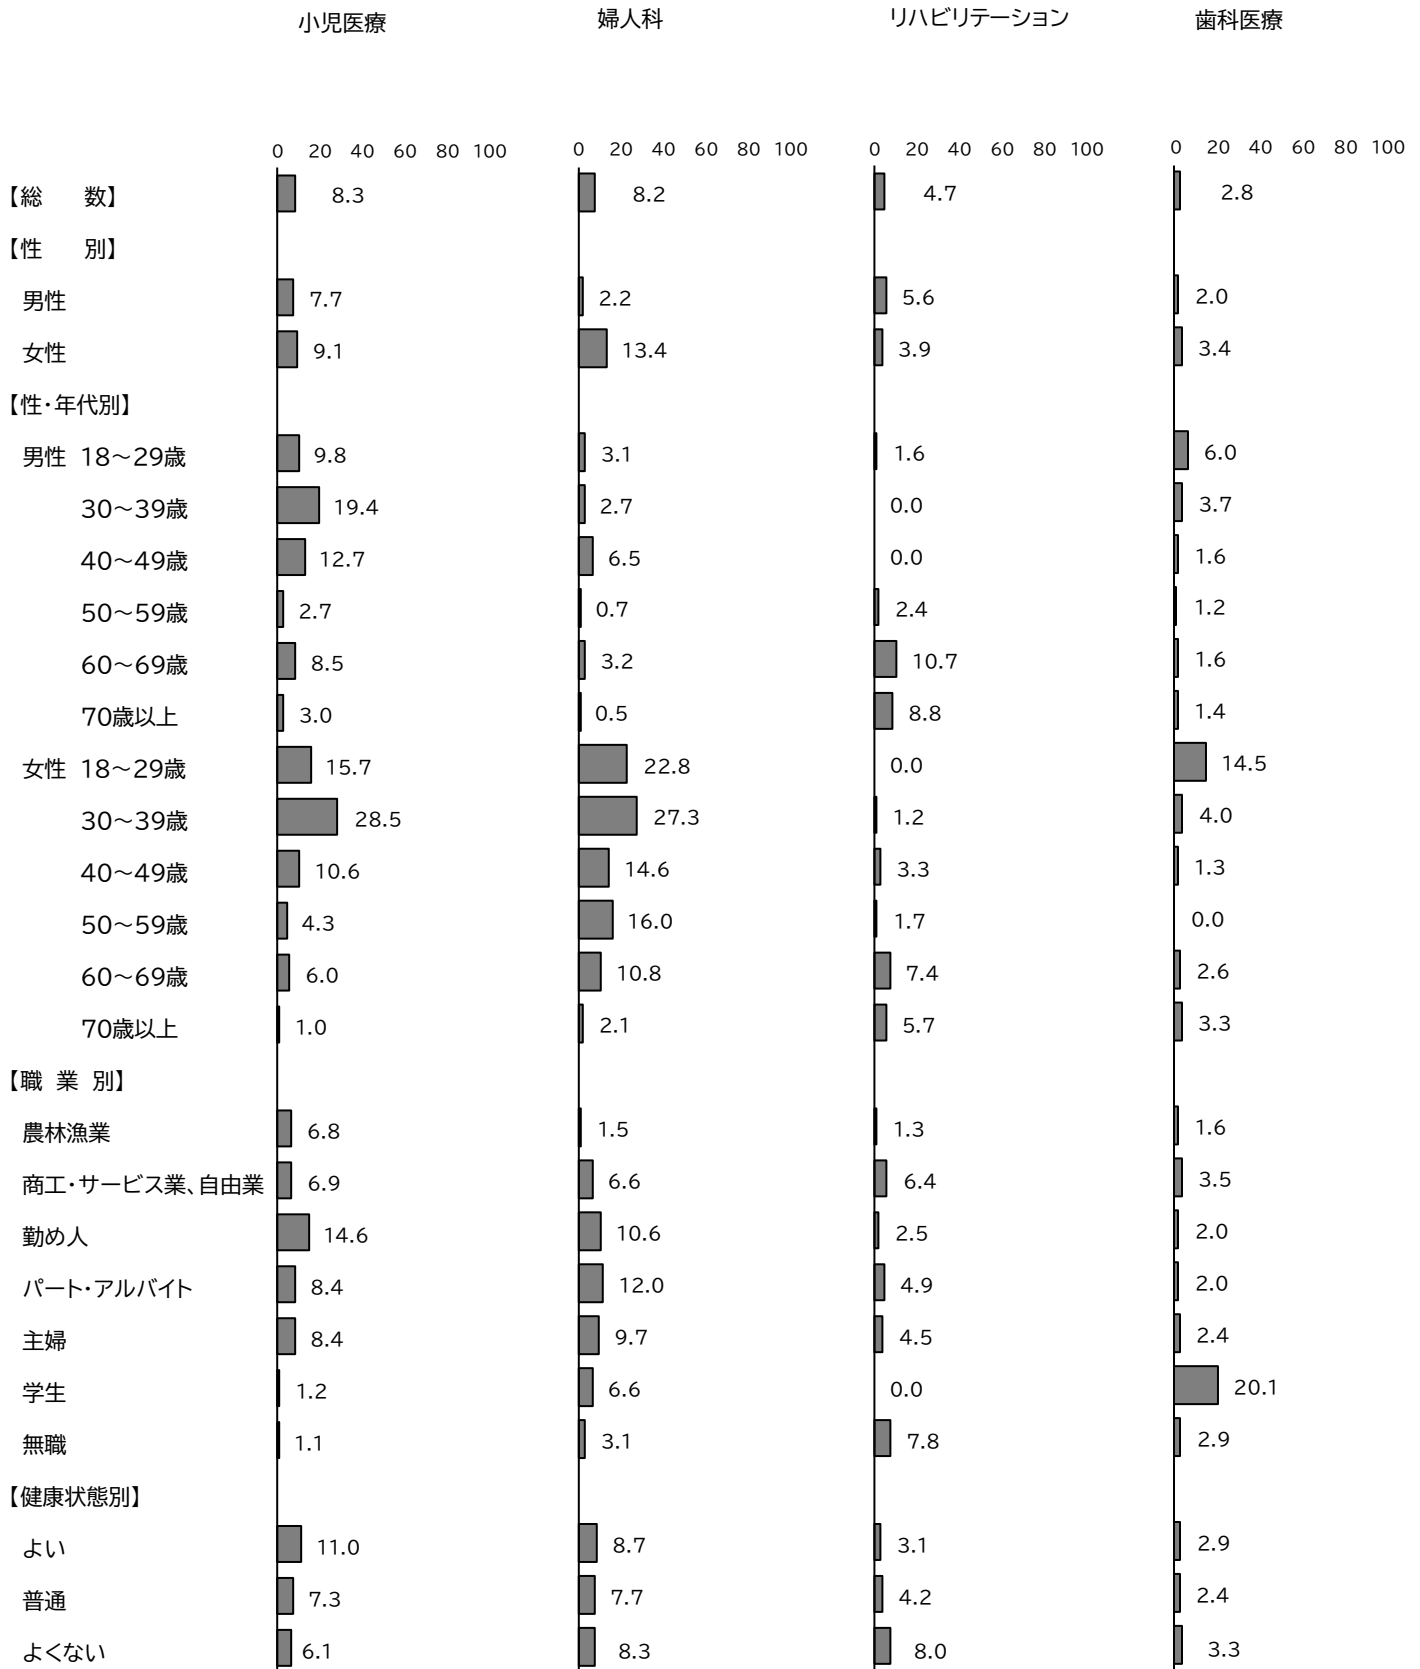 小児医療 婦人科 リハビリテーション 歯科医療
0 20 40 60 80 100 0 20 40 60 80 100 0 20 40 60 80 100 0 20 40 60 80 100
【総　数】 8.3 8.2 4.7 2.8
【性　別】
男性 7.7 2.2 5.6 2.0
女性 9.1 13.4 3.9 3.4
【性・年代別】
男性 18～29歳 9.8 3.1 1.6 6.0
30～39歳 19.4 2.7 0.0 3.7
40～49歳 12.7 6.5 0.0 1.6
50～59歳 2.7 0.7 2.4 1.2
60～69歳 8.5 3.2 10.7 1.6
70歳以上 3.0 0.5 8.8 1.4
女性 18～29歳 15.7 22.8 0.0 14.5
30～39歳 28.5 27.3 1.2 4.0
40～49歳 10.6 14.6 3.3 1.3
50～59歳 4.3 16.0 1.7 0.0
60～69歳 6.0 10.8 7.4 2.6
70歳以上 1.0 2.1 5.7 3.3
【職 業 別】
農林漁業 6.8 1.5 1.3 1.6
商工・サービス業、自由業 6.9 6.6 6.4 3.5
勤め人 14.6 10.6 2.5 2.0
パート・アルバイト 8.4 12.0 4.9 2.0
主婦 8.4 9.7 4.5 2.4
学生 1.2 6.6 0.0 20.1
無職 1.1 3.1 7.8 2.9
【健康状態別】
よい 11.0 8.7 3.1 2.9
普通 7.3 7.7 4.2 2.4
よくない 6.1 8.3 8.0 3.3